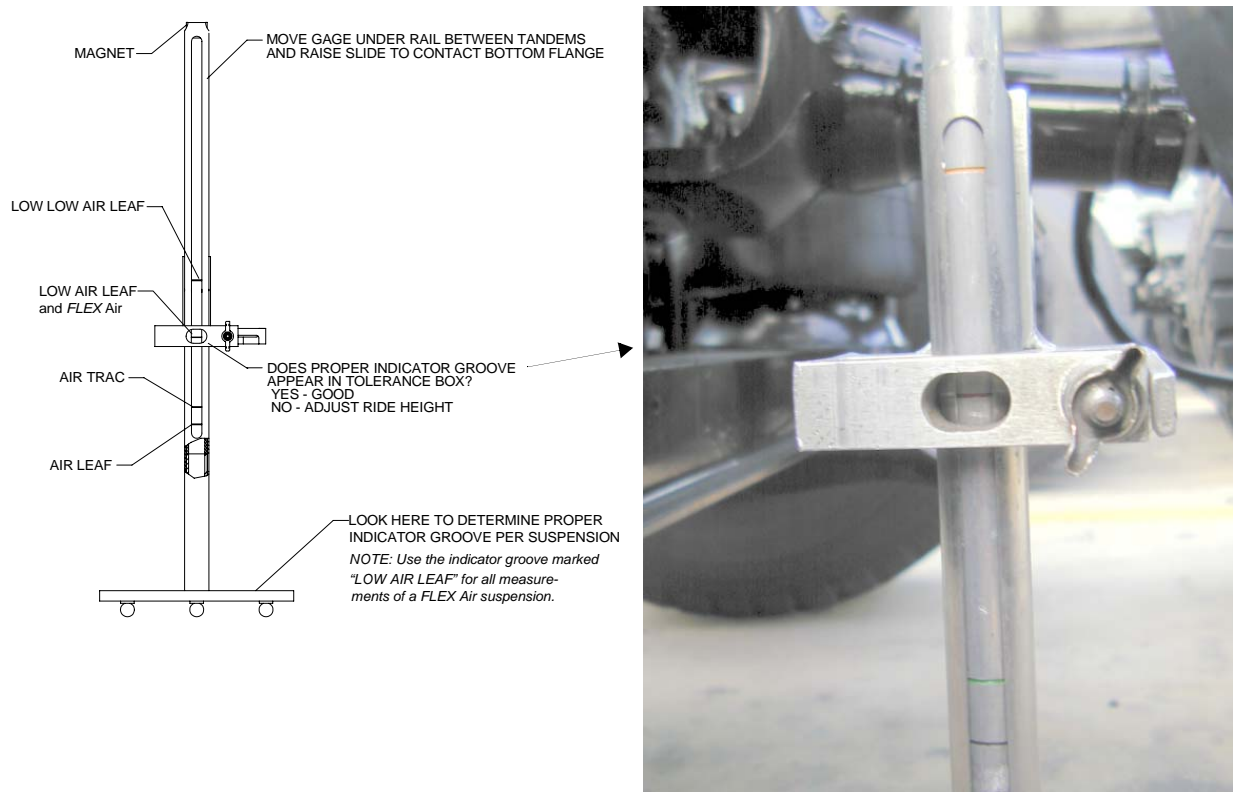 MAGNET
MOVE GAGE UNDER RAIL BETWEEN TANDEMS
AND RAISE SLIDE TO CONTACT BOTTOM FLANGE
LOW LOW AIR LEAF
LOW AIR LEAF
and FLEX Air
DOES PROPER INDICATOR GROOVE
APPEAR IN TOLERANCE BOX?
YES - GOOD
NO - ADJUST RIDE HEIGHT
AIR TRAC
AIR LEAF
LOOK HERE TO DETERMINE PROPER
INDICATOR GROOVE PER SUSPENSION
NOTE: Use the indicator groove marked
“LOW AIR LEAF” for all measure-
ments of a FLEX Air suspension.